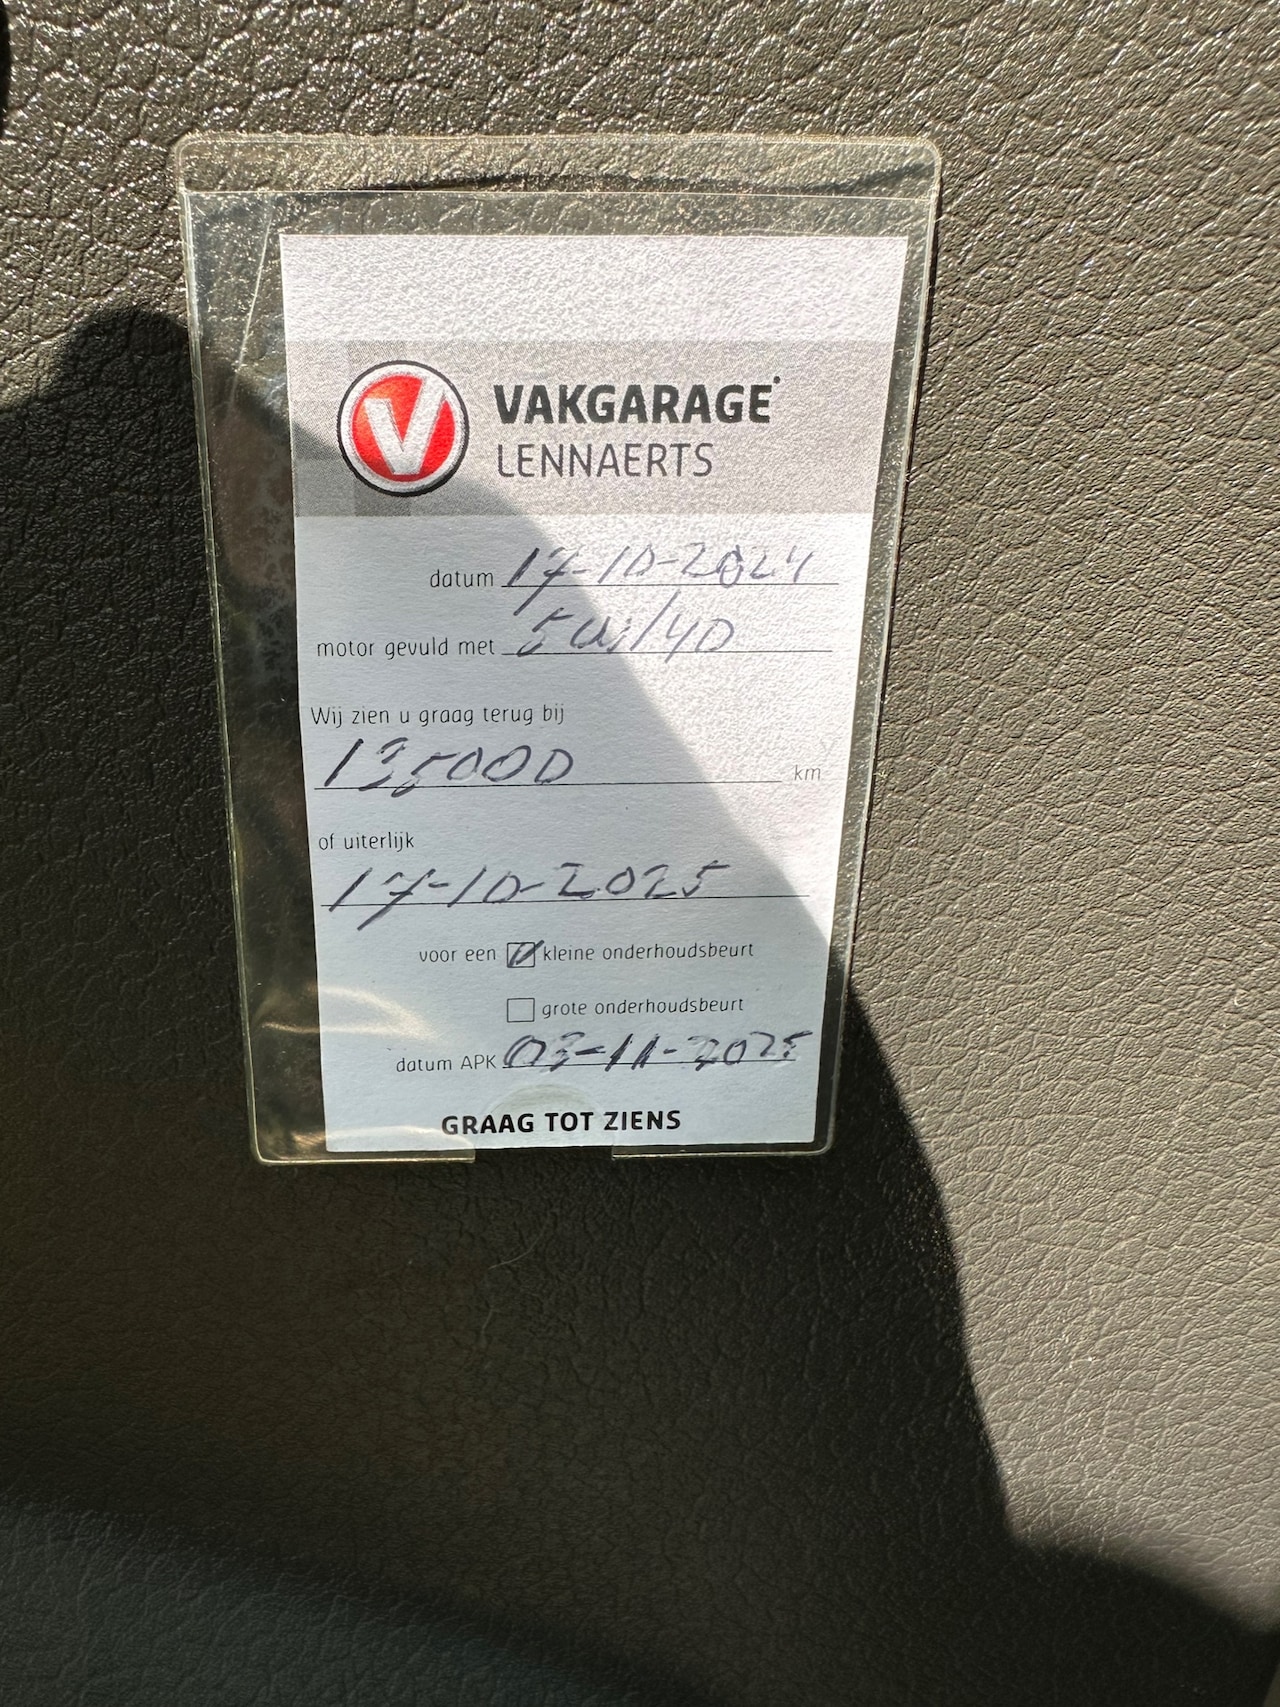 V VAKGARAGE
LENNAERTS
datum 17-10-2024
motor gevuld met 5W/40
Wij zien u graag terug bij
135000 km
of uiterlijk
17-10-2025
voor een kleine onderhoudsbeurt
grote onderhoudsbeurt
datum APK 03-11-2025
GRAAG TOT ZIENS